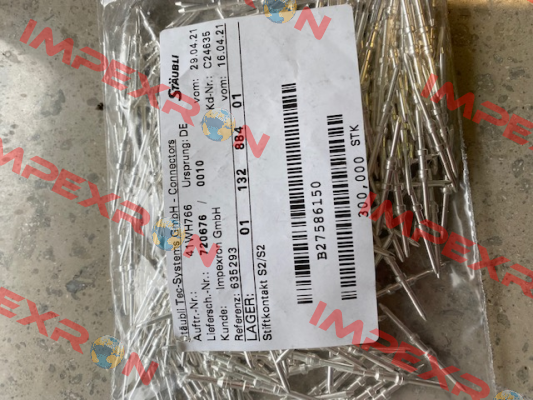 Stäubli Tec-Systems GmbH - Connectors
STÄUBLI
Auftr.-Nr.: 41WH766 Ursprung: DE vom: 29.04.21
Liefersch.-Nr.: 720676 / 0010 Kd-Nr.: C24635
Kunde: Impexron GmbH vom: 16.04.21
Referenz: 635293
LAGER: 01 132 884 01
Stiftkontakt S2/S2
B27586150
300,000 STK
IMPEXRON
IMPEXRON
IMPEXRON